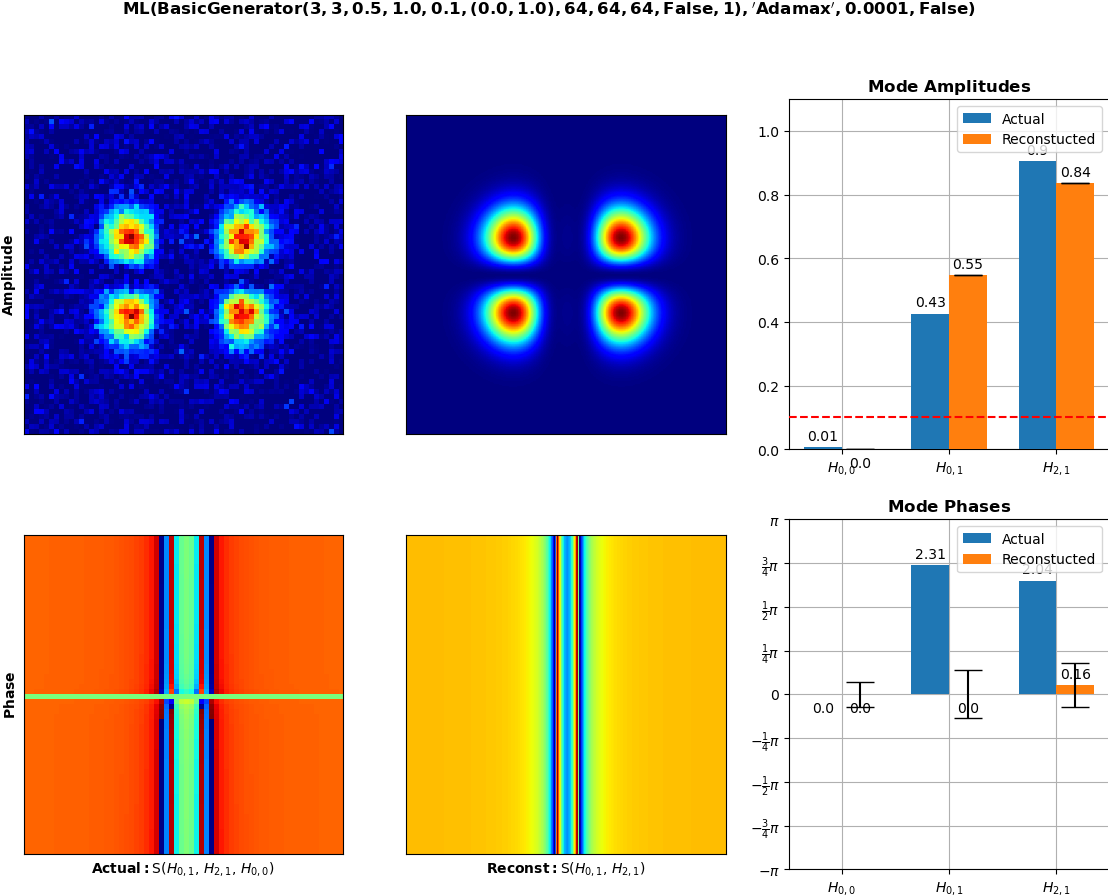 ML(BasicGenerator(3, 3, 0.5, 1.0, 0.1, (0.0, 1.0), 64, 64, 64, False, 1), 'Adamax', 0.0001, False)
Mode Amplitudes
Amplitude
Actual
Reconstucted
1.0
0.8
0.6
0.4
0.2
0.0
0.01
0.0
0.43
0.55
0.9
0.84
H0,0
H0,1
H2,1
Mode Phases
Phase
Actual
Reconstucted
π
3/4π
1/2π
1/4π
0
−1/4π
−1/2π
−3/4π
−π
0.0
0.0
2.31
0.0
2.04
0.16
H0,0
H0,1
H2,1
Actual: S(H0,1, H2,1, H0,0)
Reconst: S(H0,1, H2,1)